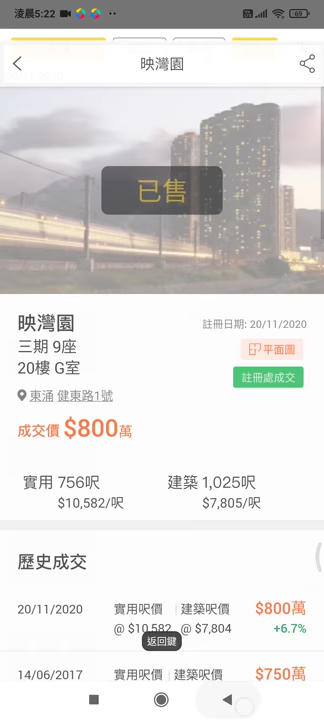 淩晨5:22
69
映灣園
已售
映灣園
註冊日期: 20/11/2020
三期 9座
平面圖
20樓 G室
註冊處成交
東涌 健東路1號
成交價 $800萬
實用 756呎
建築 1,025呎
$10,582/呎
$7,805/呎
歷史成交
20/11/2020
實用呎價 | 建築呎價
$800萬
@ $10,582
@ $7,804
+6.7%
返回鍵
14/06/2017
實用呎價 | 建築呎價
$750萬